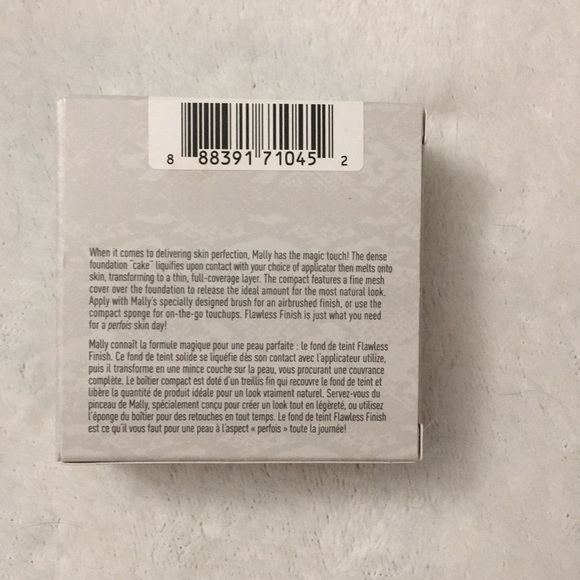 8 88391 71045 2
When it comes to delivering skin perfection, Mally has the magic touch! The dense
foundation "cake" liquifies upon contact with your choice of applicator then melts onto
skin, transforming to a thin, full-coverage layer. The compact features a fine mesh
cover over the foundation to release the ideal amount for the most natural look.
Apply with Mally's specially designed brush for an airbrushed finish, or use the
compact sponge for on-the-go touchups. Flawless Finish is just what you need
for a perfois skin day!
Mally connaît la formule magique pour une peau parfaite : le fond de teint Flawless
Finish. Ce fond de teint solide se liquéfie dès son contact avec l'applicateur utilize,
puis il transforme en une mince couche sur la peau, vous procurant une couvrance
complète. Le boîtier compact est doté d'un treillis fin qui recouvre le fond de teint et
libère la quantité de produit idéale pour un look vraiment naturel. Servez-vous du
pinceau de Mally, spécialement conçu pour créer un look tout en légèreté, ou utilisez
l'éponge du boîtier pour des retouches en tout temps. Le fond de teint Flawless Finish
est ce qu'il vous faut pour une peau à l'aspect « perfois » toute la journée!